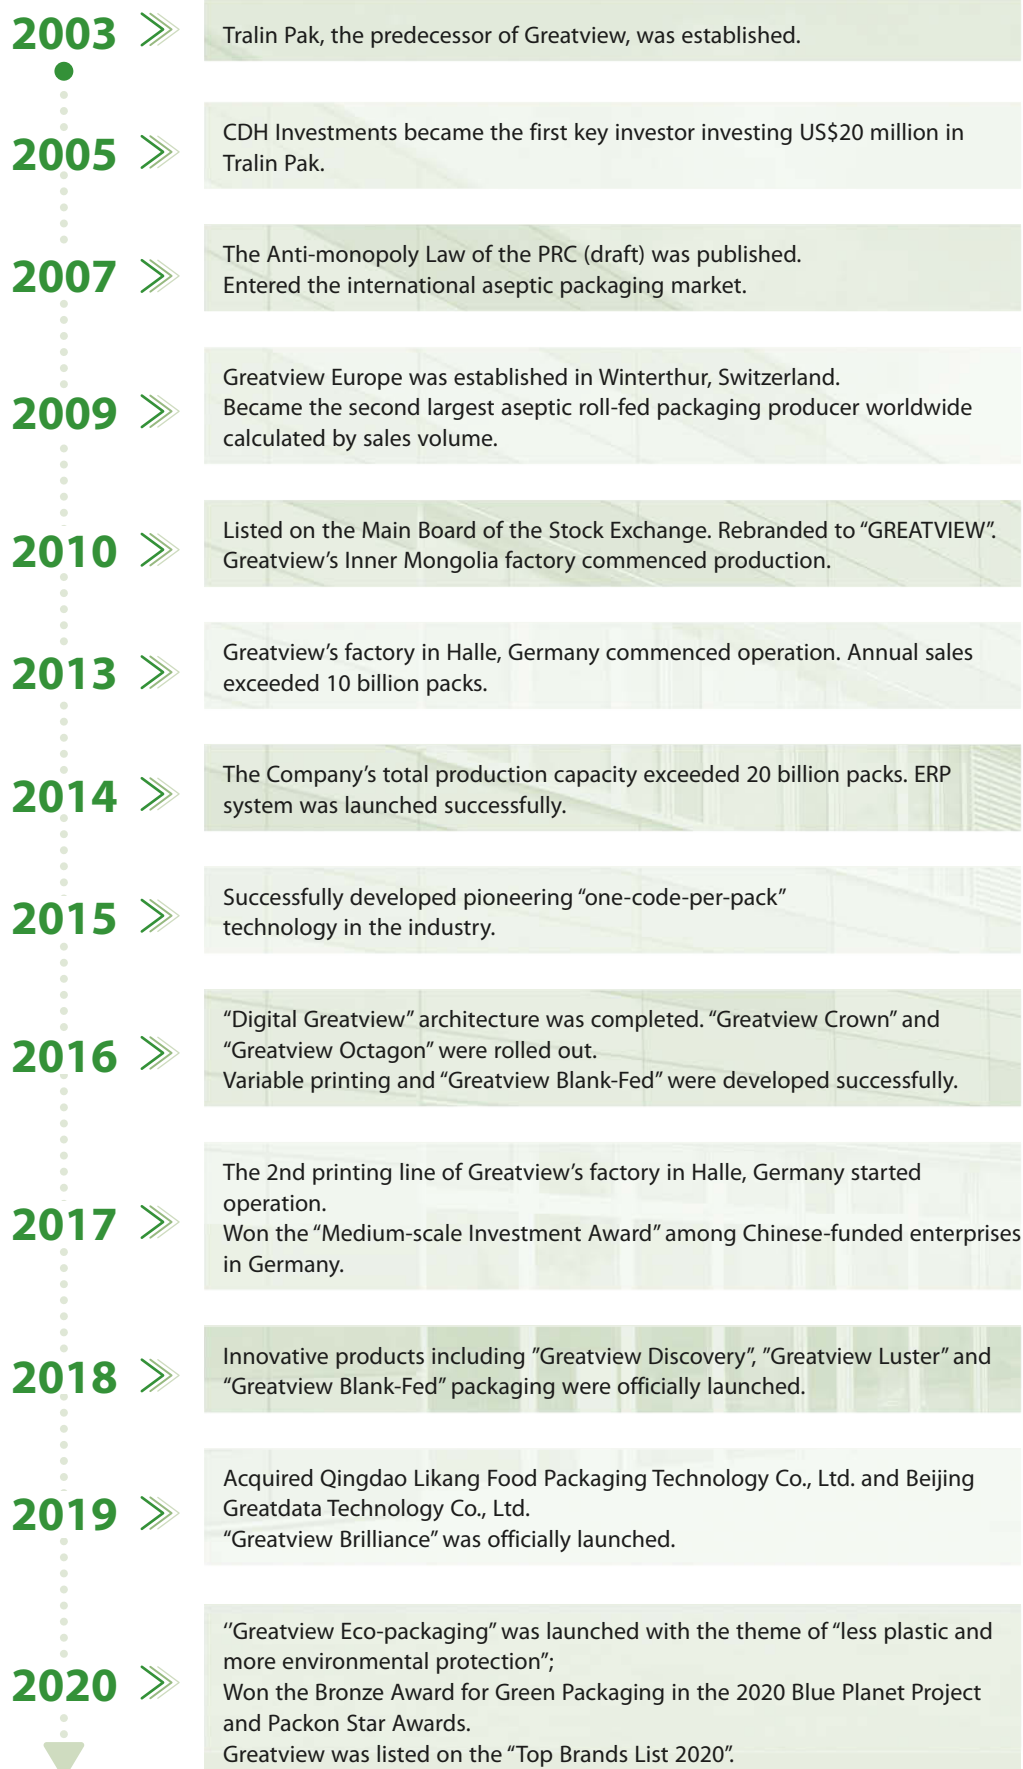 2003
Tralin Pak, the predecessor of Greatview, was established.
2005
CDH Investments became the first key investor investing US$20 million in
Tralin Pak.
2007
The Anti-monopoly Law of the PRC (draft) was published.
Entered the international aseptic packaging market.
2009
Greatview Europe was established in Winterthur, Switzerland.
Became the second largest aseptic roll-fed packaging producer worldwide
calculated by sales volume.
2010
Listed on the Main Board of the Stock Exchange. Rebranded to “GREATVIEW”.
Greatview’s Inner Mongolia factory commenced production.
2013
Greatview’s factory in Halle, Germany commenced operation. Annual sales
exceeded 10 billion packs.
2014
The Company’s total production capacity exceeded 20 billion packs. ERP
system was launched successfully.
2015
Successfully developed pioneering “one-code-per-pack”
technology in the industry.
2016
“Digital Greatview” architecture was completed. “Greatview Crown” and
“Greatview Octagon” were rolled out.
Variable printing and “Greatview Blank-Fed” were developed successfully.
2017
The 2nd printing line of Greatview’s factory in Halle, Germany started
operation.
Won the “Medium-scale Investment Award” among Chinese-funded enterprises
in Germany.
2018
Innovative products including ”Greatview Discovery”, ”Greatview Luster” and
“Greatview Blank-Fed” packaging were officially launched.
2019
Acquired Qingdao Likang Food Packaging Technology Co., Ltd. and Beijing
Greatdata Technology Co., Ltd.
“Greatview Brilliance” was officially launched.
2020
‘’Greatview Eco-packaging” was launched with the theme of “less plastic and
more environmental protection”;
Won the Bronze Award for Green Packaging in the 2020 Blue Planet Project
and Packon Star Awards.
Greatview was listed on the “Top Brands List 2020”.